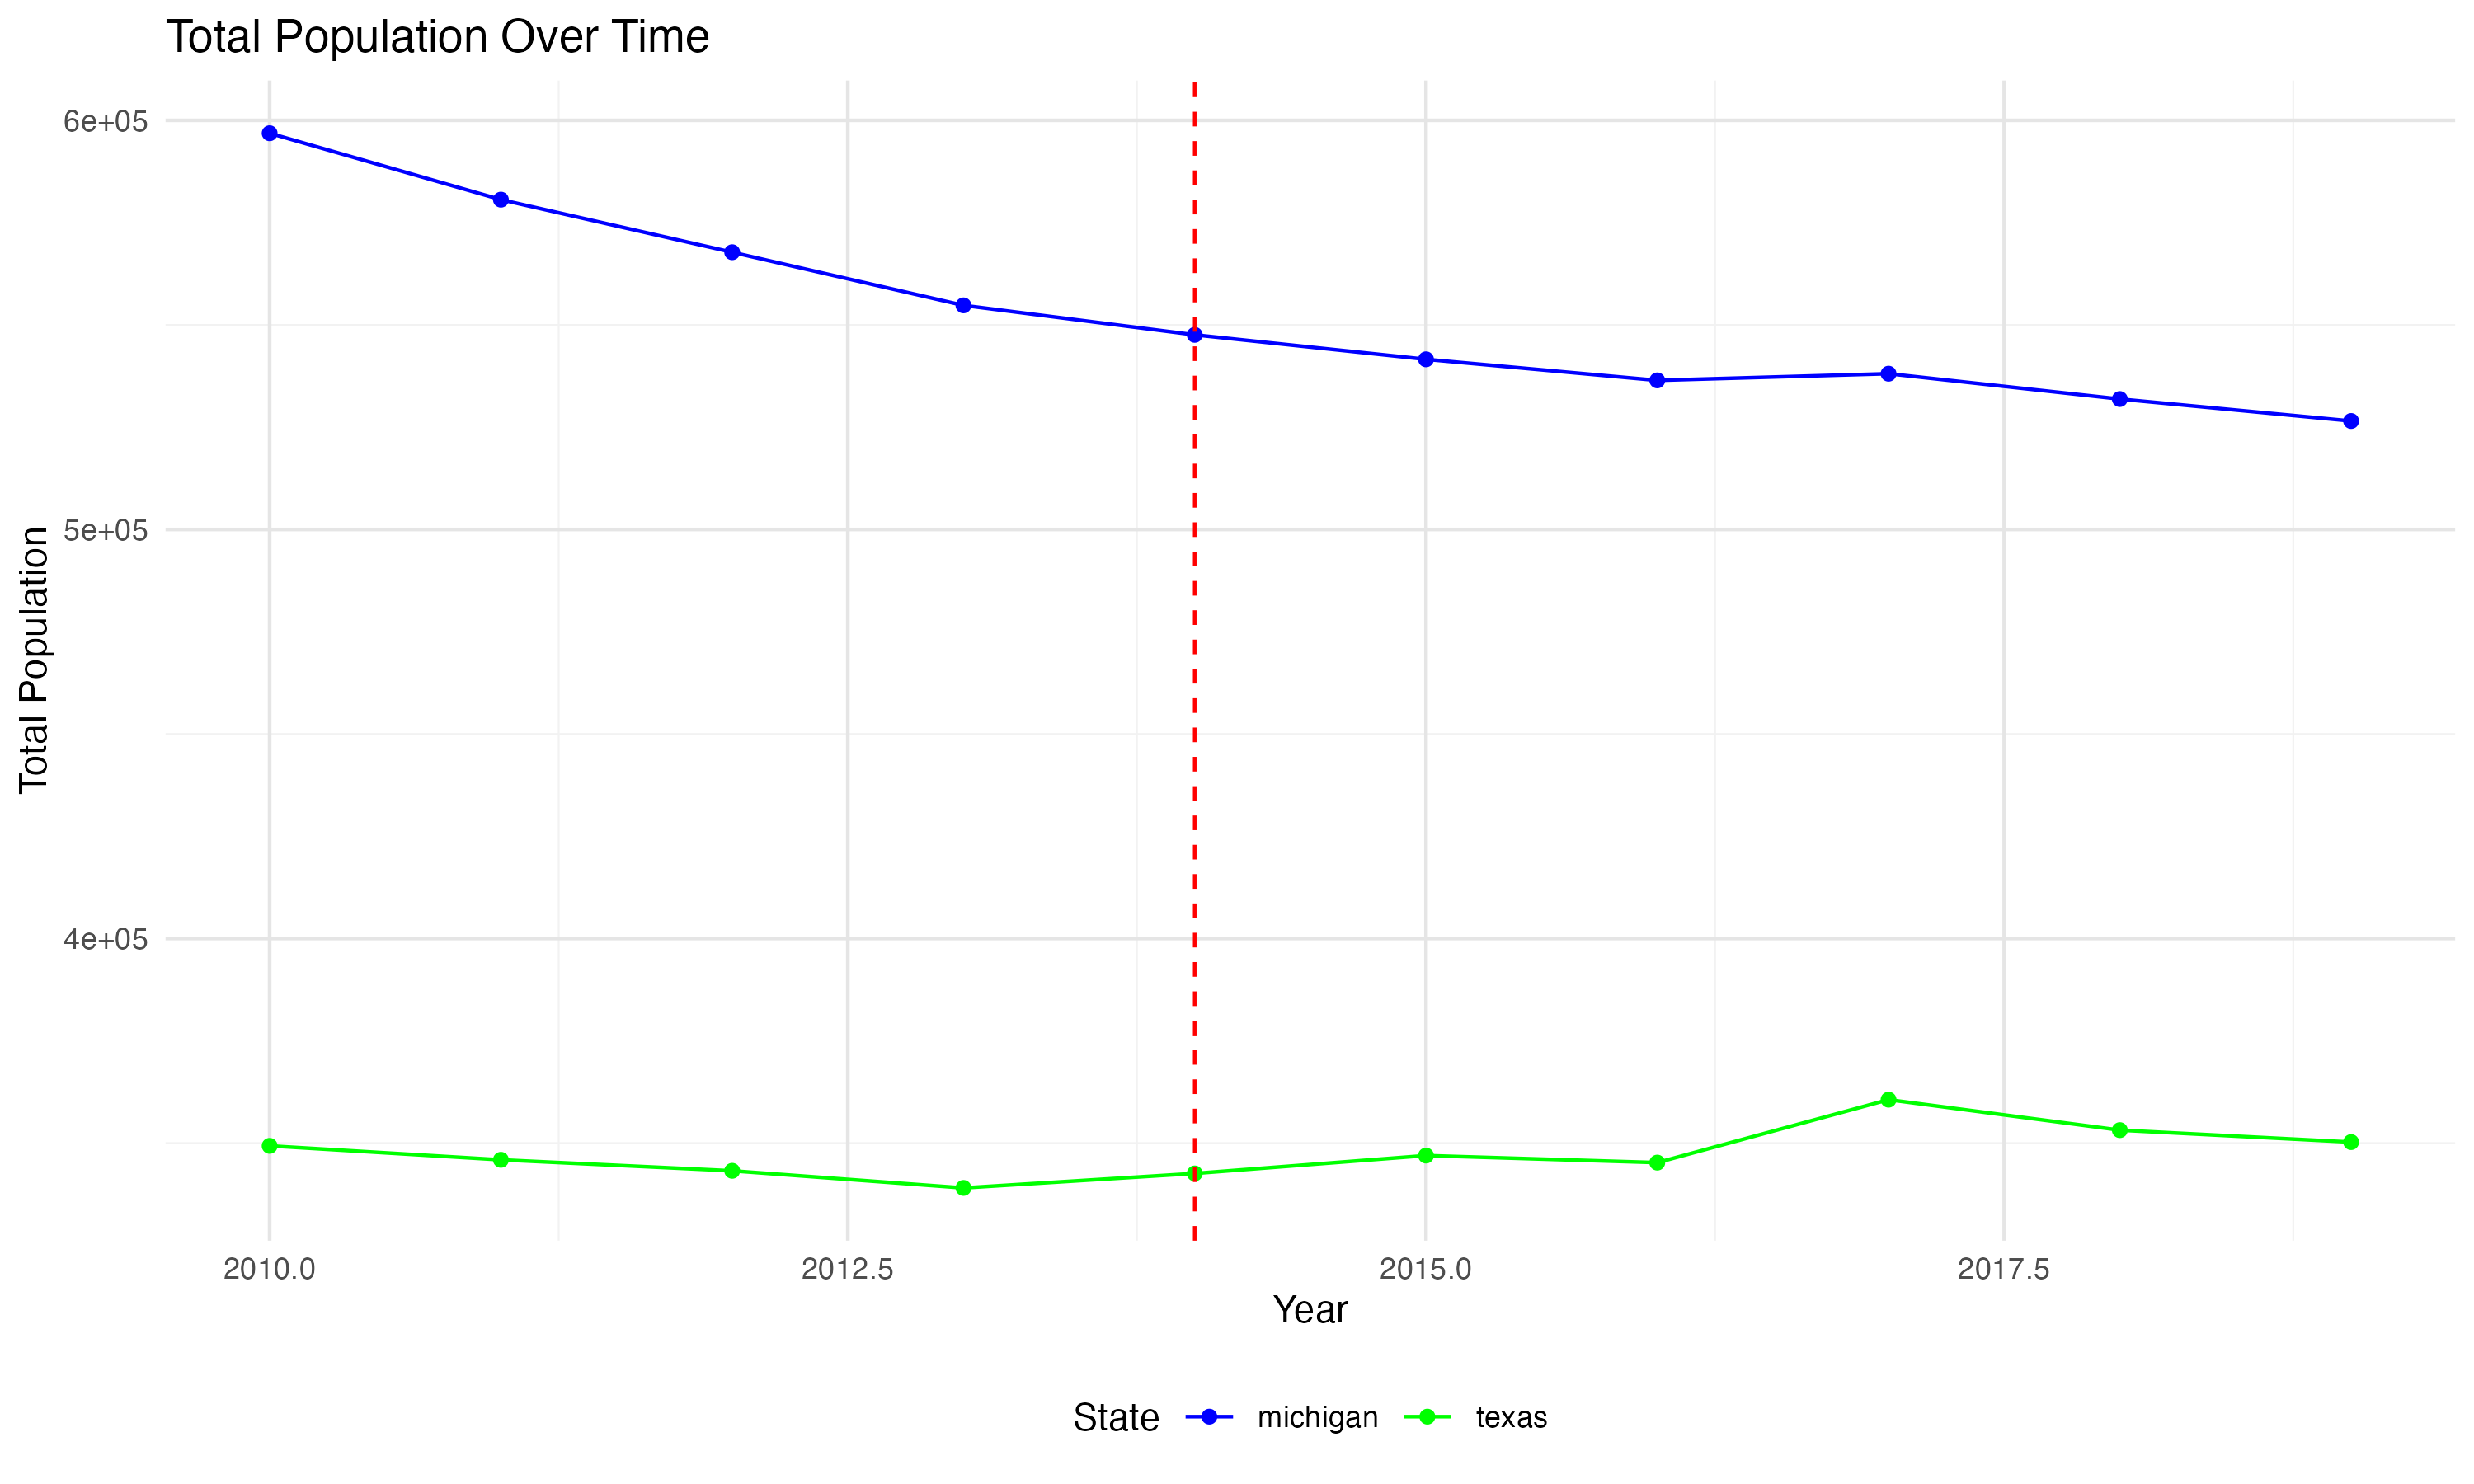 Total Population Over Time
Total Population
6e+05
5e+05
4e+05
2010.0
2012.5
2015.0
2017.5
Year
State
michigan
texas